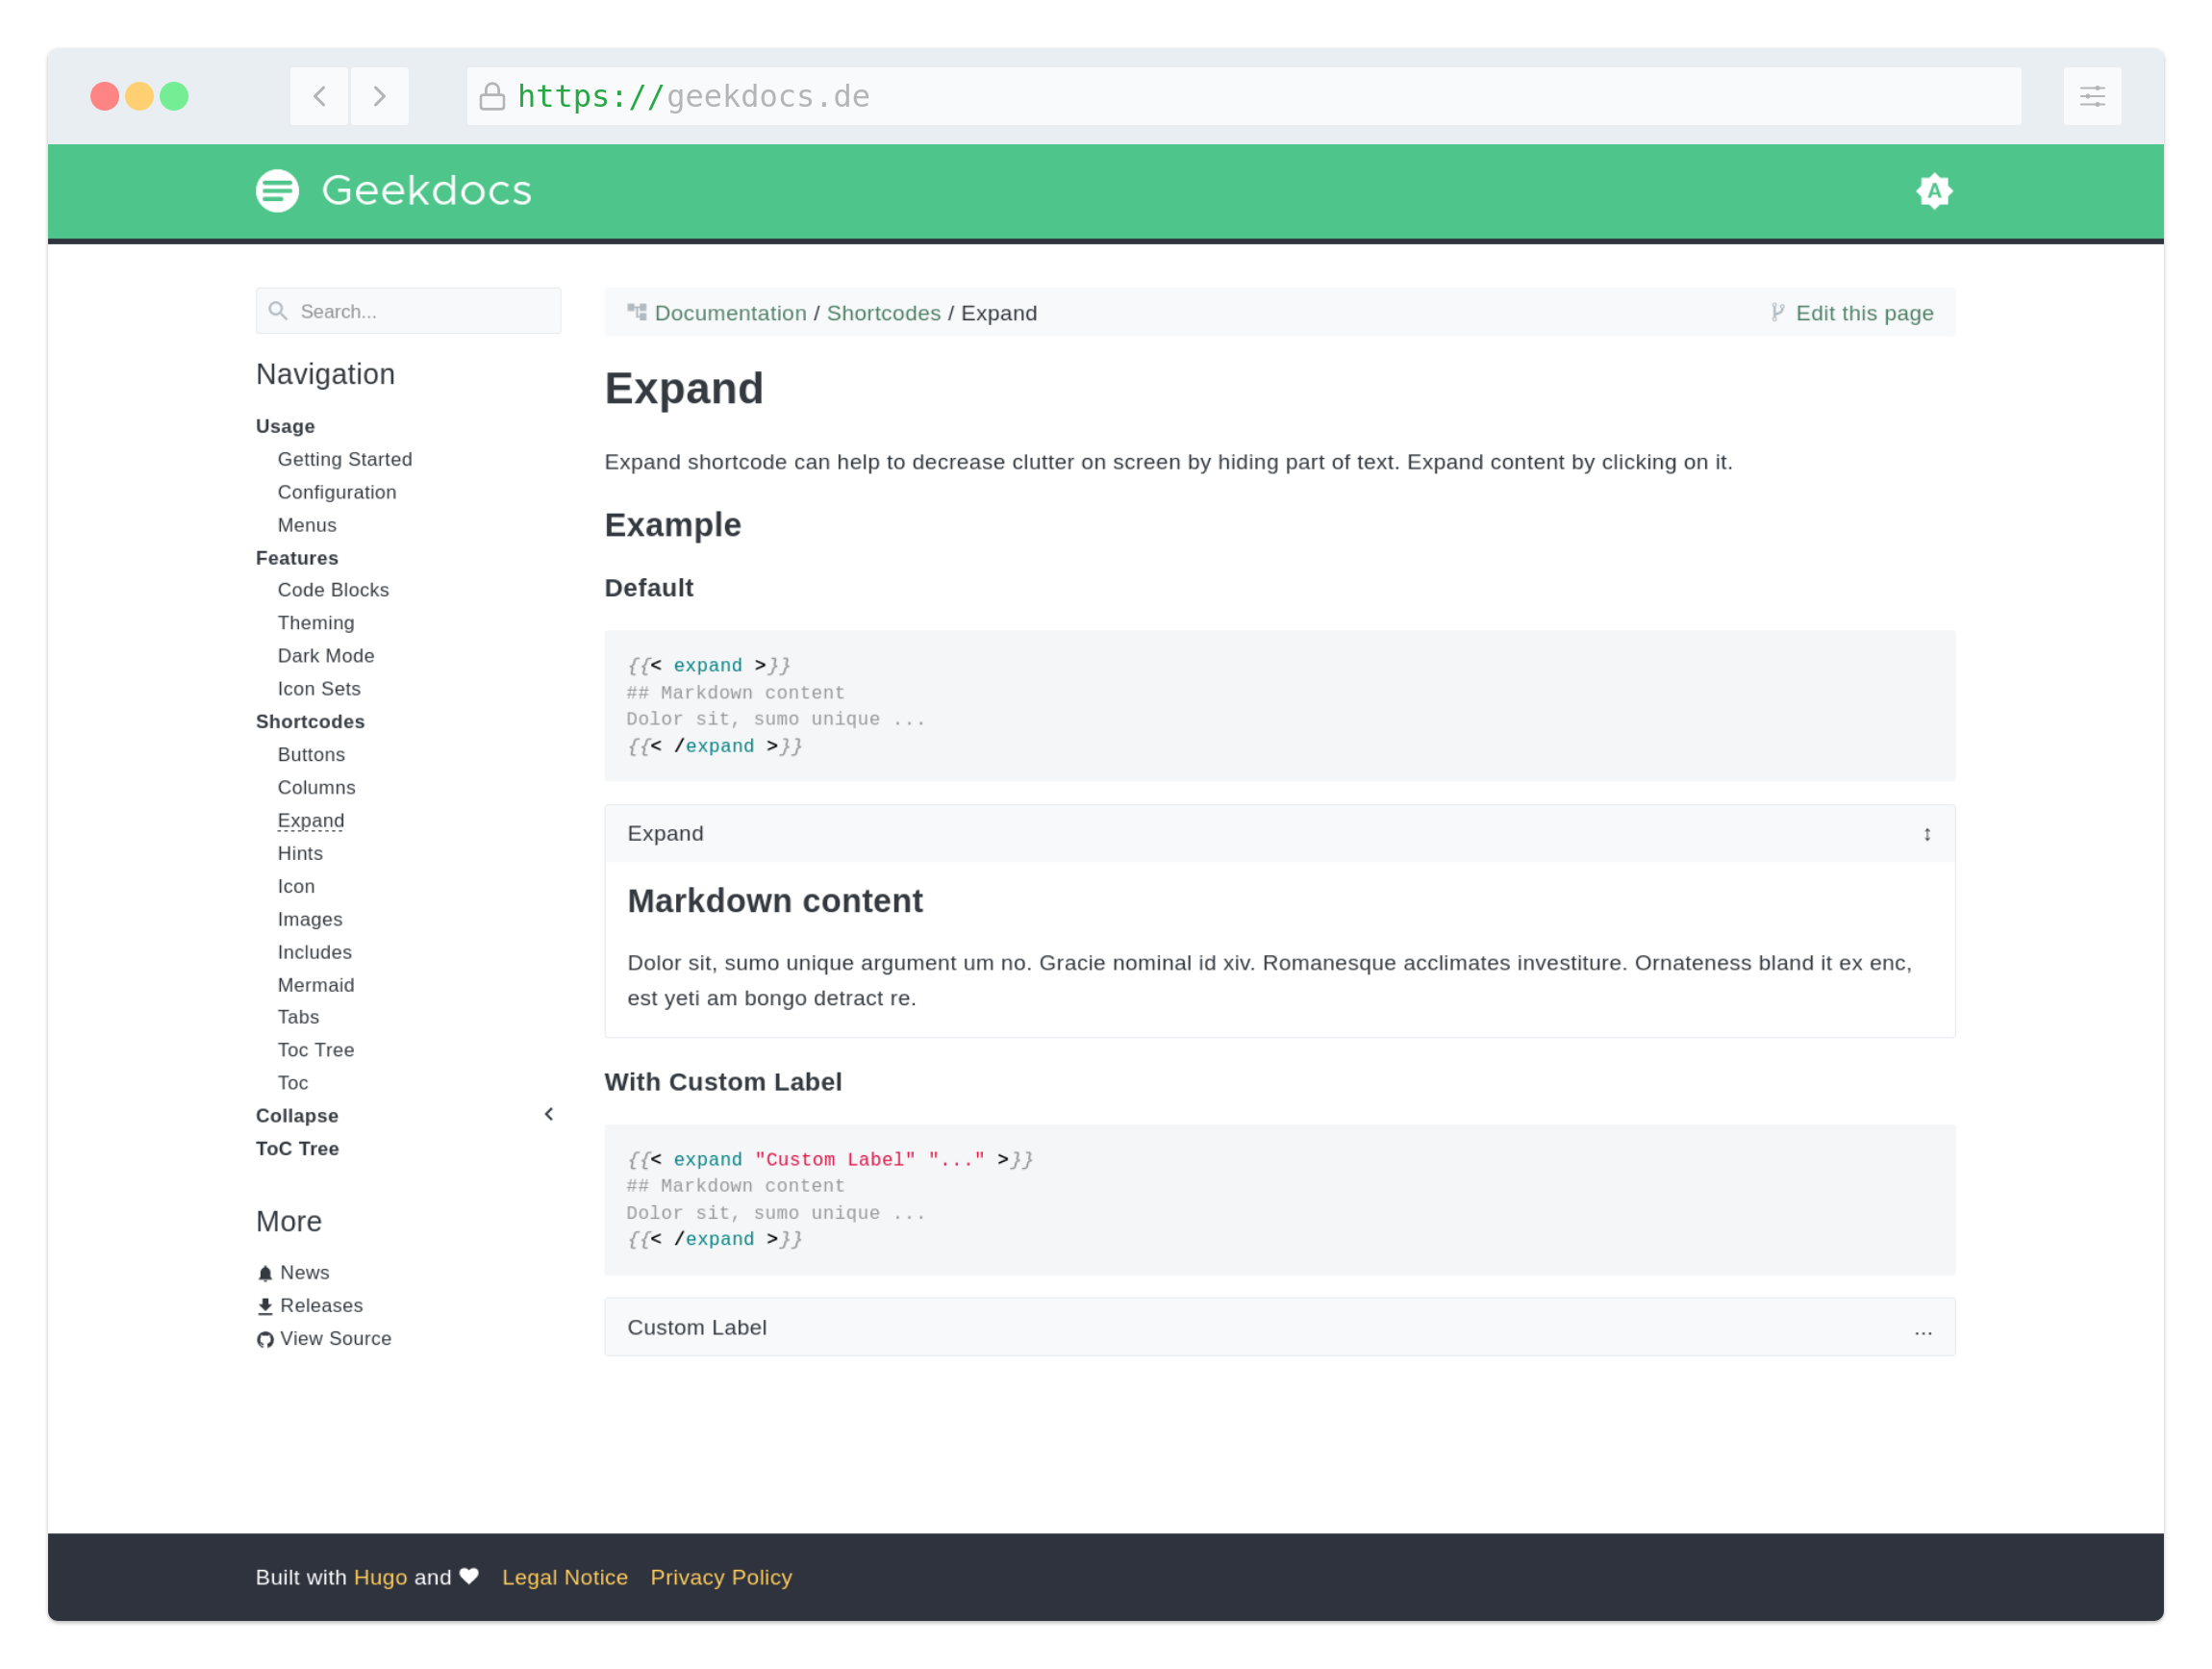 https://geekdocs.de
Geekdocs
A
Search...
Navigation
Usage
Getting Started
Configuration
Menus
Features
Code Blocks
Theming
Dark Mode
Icon Sets
Shortcodes
Buttons
Columns
Expand
Hints
Icon
Images
Includes
Mermaid
Tabs
Toc Tree
Toc
Collapse
ToC Tree
More
News
Releases
View Source
Documentation / Shortcodes / Expand
Edit this page
Expand
Expand shortcode can help to decrease clutter on screen by hiding part of text. Expand content by clicking on it.
Example
Default
{{< expand >}}
## Markdown content
Dolor sit, sumo unique ...
{{< /expand >}}
Expand ↕
Markdown content
Dolor sit, sumo unique argument um no. Gracie nominal id xiv. Romanesque acclimates investiture. Ornateness bland it ex enc,
est yeti am bongo detract re.
With Custom Label
{{< expand "Custom Label" "..." >}}
## Markdown content
Dolor sit, sumo unique ...
{{< /expand >}}
Custom Label ...
Built with Hugo and ♥ Legal Notice Privacy Policy